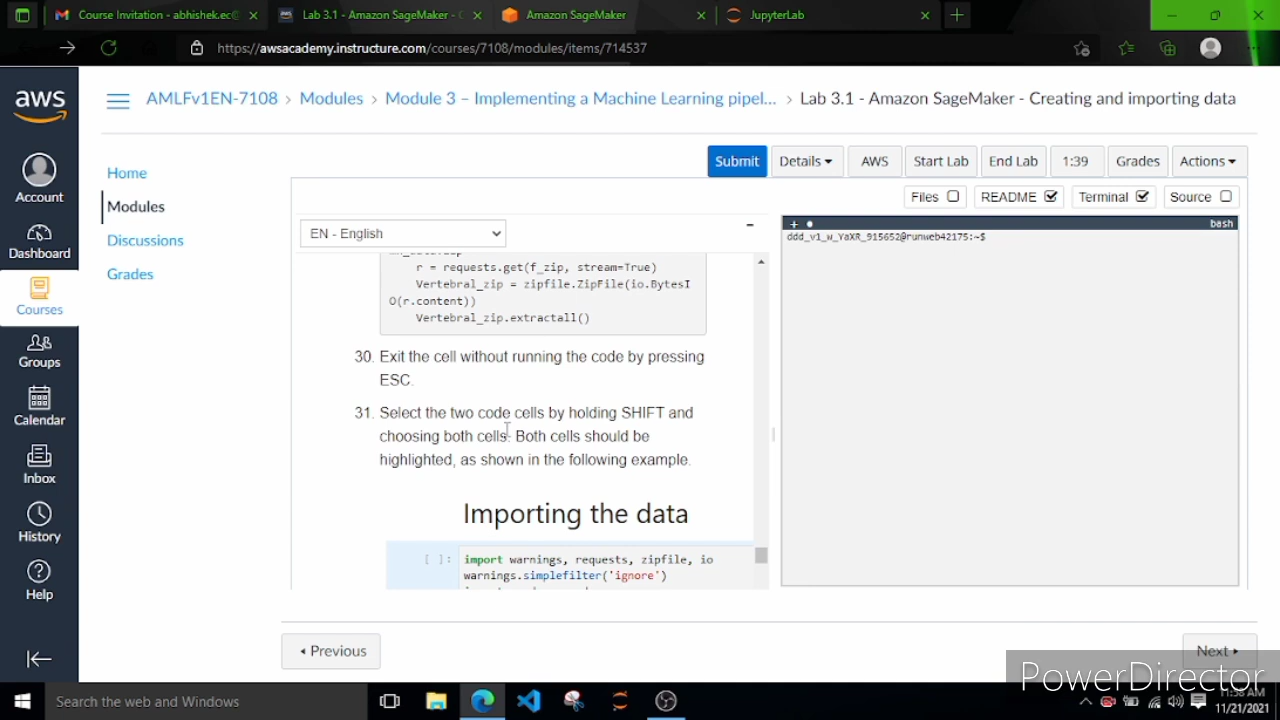 Course Invitation - abhishek.ec@
Lab 3.1 - Amazon SageMaker - C
Amazon SageMaker
JupyterLab
https://awsacademy.instructure.com/courses/7108/modules/items/714537
aws
Account
Dashboard
Courses
Groups
Calendar
Inbox
History
Help
AMLFv1EN-7108 > Modules > Module 3 – Implementing a Machine Learning pipel... > Lab 3.1 - Amazon SageMaker - Creating and importing data
Home
Modules
Discussions
Grades
Submit Details AWS Start Lab End Lab 1:39 Grades Actions
Files README Terminal Source
EN - English
r = requests.get(f_zip, stream=True)
Vertebral_zip = zipfile.ZipFile(io.BytesI
O(r.content))
Vertebral_zip.extractall()
30. Exit the cell without running the code by pressing
ESC.
31. Select the two code cells by holding SHIFT and
choosing both cells. Both cells should be
highlighted, as shown in the following example.
Importing the data
[ ]: import warnings, requests, zipfile, io
warnings.simplefilter('ignore')
bash
ddd_v1_w_YaXR_915652@runweb42175:~$
Previous
Next
PowerDirector
Search the web and Windows
11:58 AM
11/21/2021